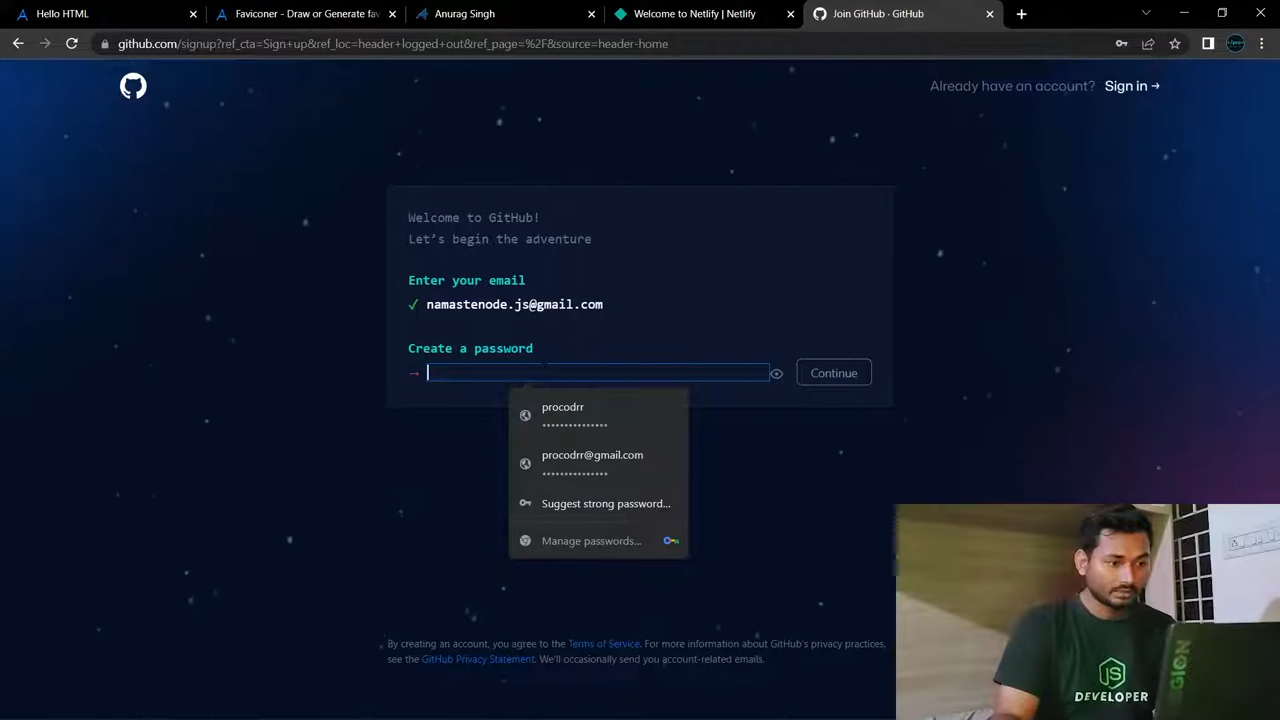 Hello HTML
Faviconer - Draw or Generate fav
Anurag Singh
Welcome to Netlify | Netlify
Join GitHub · GitHub
github.com/signup?ref_cta=Sign+up&ref_loc=header+logged+out&ref_page=%2F&source=header-home
Already have an account? Sign in →
Welcome to GitHub!
Let's begin the adventure
Enter your email
✓ namastenode.js@gmail.com
Create a password
→
Continue
procodrr
•••••••••••••••
procodrr@gmail.com
•••••••••••••••
Suggest strong password...
Manage passwords...
By creating an account, you agree to the Terms of Service. For more information about GitHub's privacy practices,
see the GitHub Privacy Statement. We'll occasionally send you account-related emails.
JS
DEVELOPER
GION